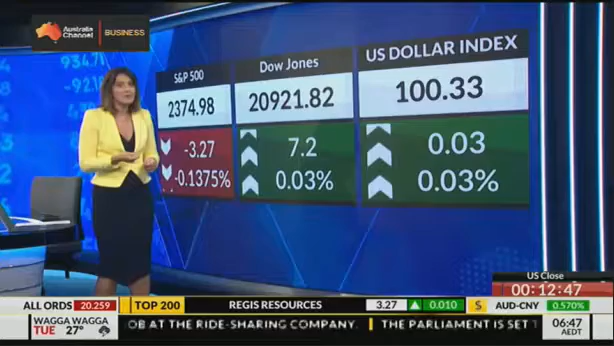 Australia
Channel
BUSINESS
934.71
S&P 500
2374.98
-3.27
-0.1375%
Dow Jones
20921.82
7.2
0.03%
US DOLLAR INDEX
100.33
0.03
0.03%
US Close
00:12:47
ALL ORDS 20.259 TOP 200 REGIS RESOURCES 3.27 0.010 $ AUD-CNY 0.570%
WAGGA WAGGA
TUE 27°
OB AT THE RIDE-SHARING COMPANY. THE PARLIAMENT IS SET
06:47
AEDT